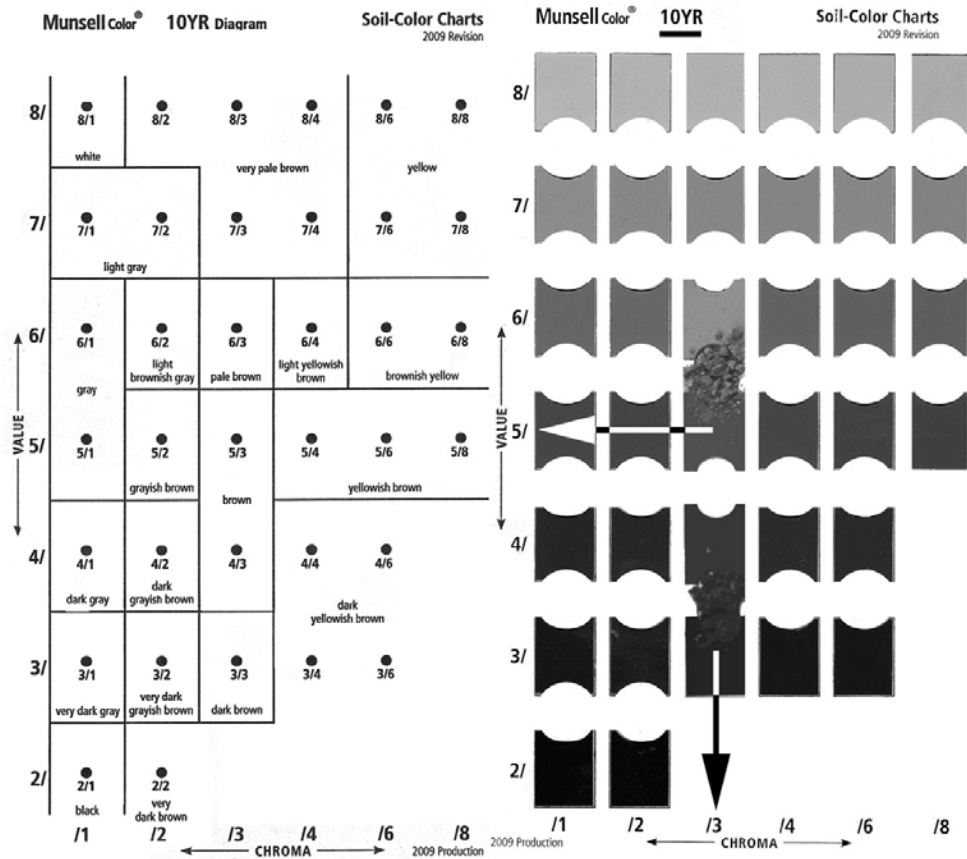 Munsell Color® 10YR Diagram Soil-Color Charts
2009 Revision
8/
8/1 8/2 8/3 8/4 8/6 8/8
white very pale brown yellow
7/
7/1 7/2 7/3 7/4 7/6 7/8
light gray
6/
6/1 6/2 6/3 6/4 6/6 6/8
light
brownish gray
pale brown
light yellowish
brown
brownish yellow
gray
VALUE
5/
5/1 5/2 5/3 5/4 5/6 5/8
grayish brown
brown
yellowish brown
4/
4/1 4/2 4/3 4/4 4/6
dark gray
dark
grayish brown
dark
yellowish brown
3/
3/1 3/2 3/3 3/4 3/6
very dark gray
very dark
grayish brown
dark brown
2/
2/1 2/2
black
very
dark brown
/1 /2 /3 /4 /6 /8
CHROMA
2009 Production
Munsell Color® 10YR Soil-Color Charts
2009 Revision
8/
7/
6/
VALUE
5/
4/
3/
2/
/1 /2 /3 /4 /6 /8
2009 Production
CHROMA